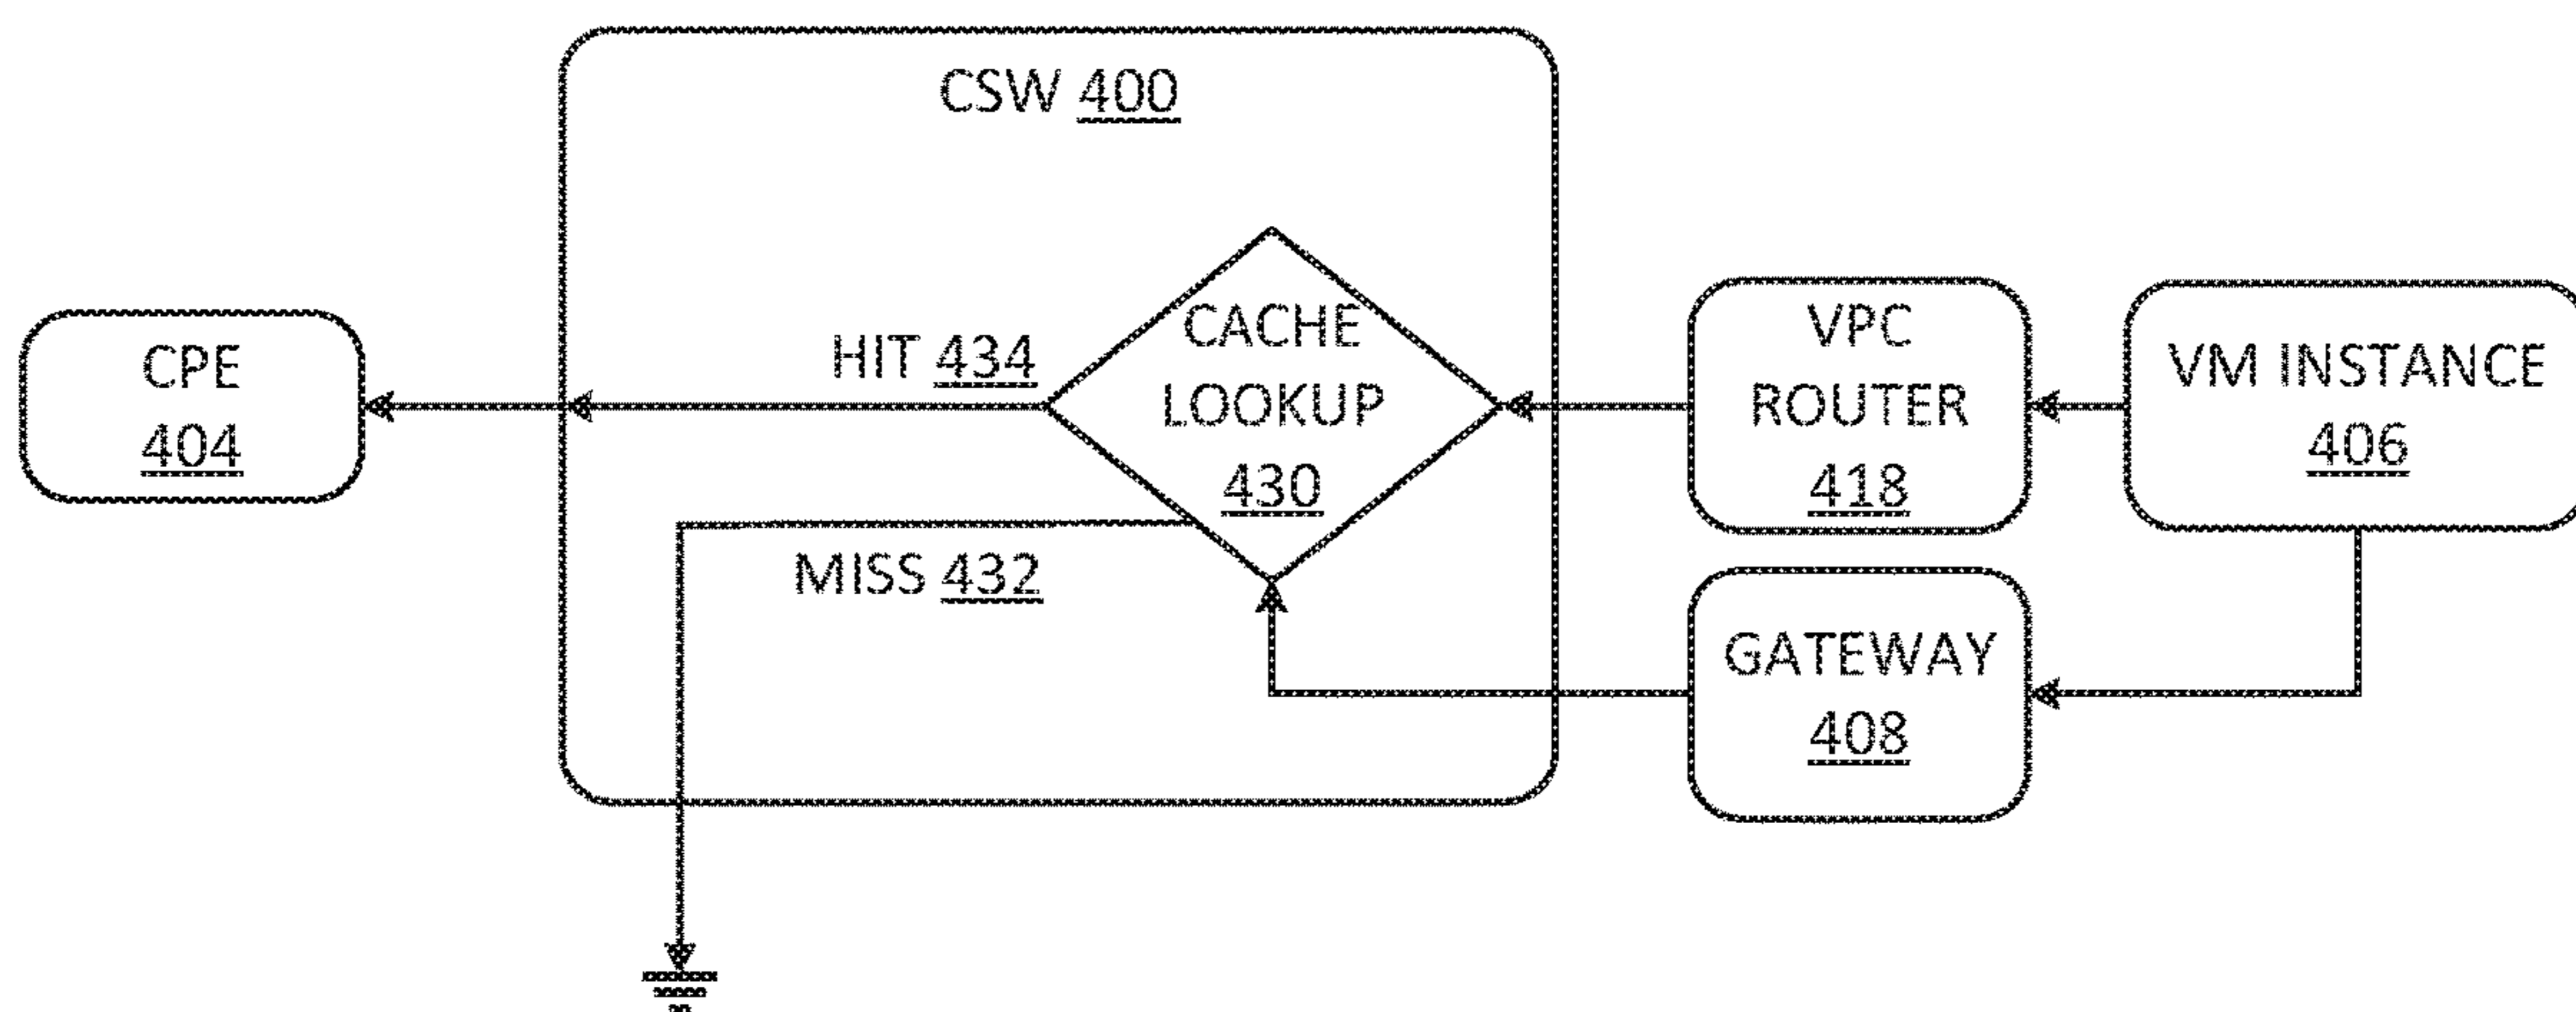 CSW 400
CPE
404
HIT 434
MISS 432
CACHE
LOOKUP
430
VPC
ROUTER
418
VM INSTANCE
406
GATEWAY
408